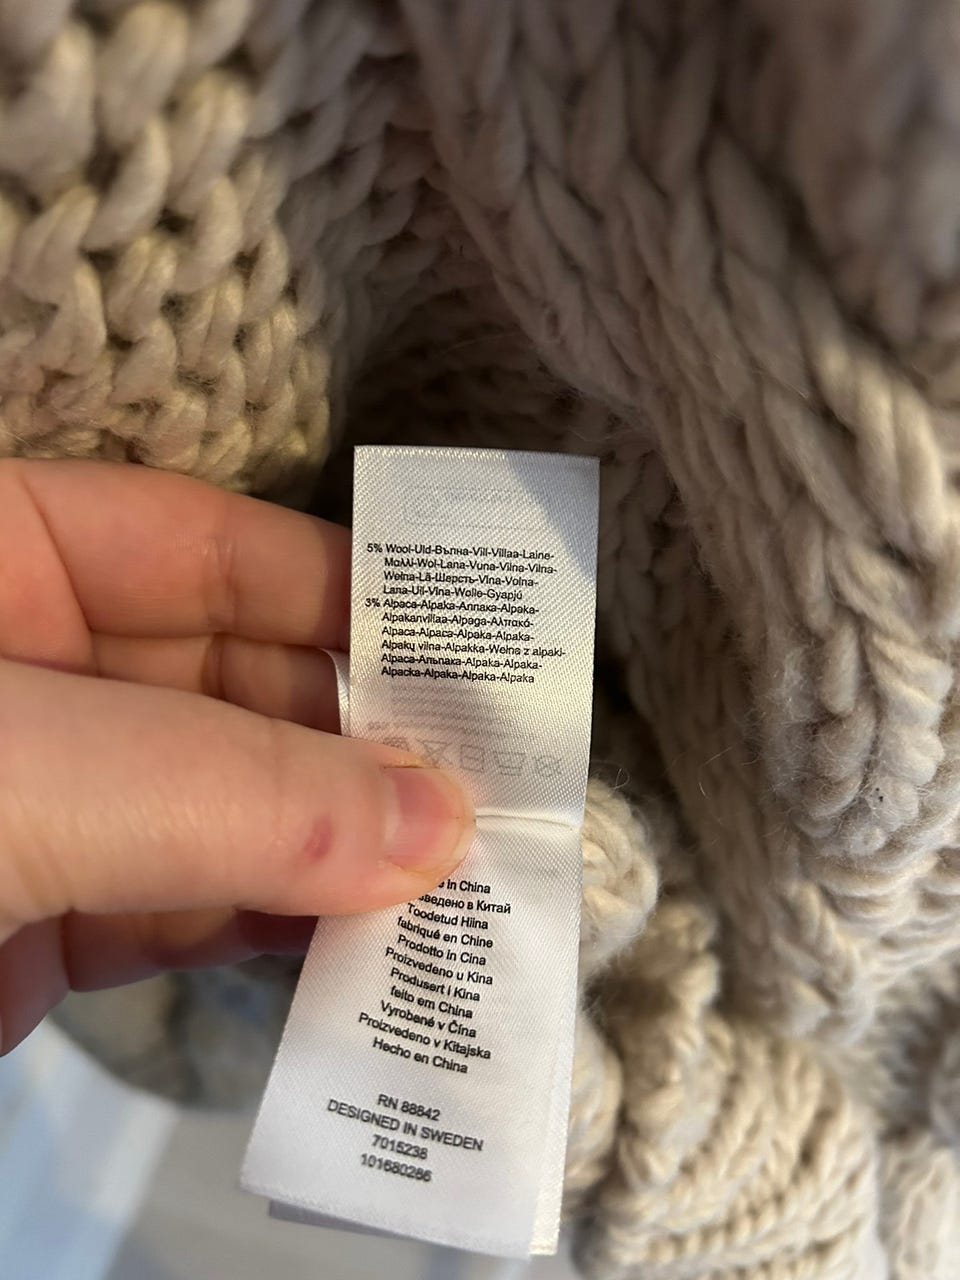 5% Wool-Uld-Вълна-Vill-Villaa-Laine-
Μαλλί-Wol-Lana-Vuna-Vilna-Vilna-
Wełna-Lã-Шерсть-Vlna-Volna-
Lana-Ull-Vlna-Wolle-Gyapjú
3% Alpaca-Alpaka-Алпака-Alpaka-
Alpakanvillaa-Alpaga-Αλπακά-
Alpaca-Alpaca-Alpaka-Alpaka-
Alpakų vilna-Alpakka-Wełna z alpaki-
Alpaca-Альпака-Alpaka-Alpaka-
Alpacka-Alpaka-Alpaka-Alpaka
in China
в Китай
Toodetud Hiina
fabriqué en Chine
Prodotto in Cina
Proizvedeno u Kina
Produsert i Kina
feito em China
Vyrobené v Čína
Proizvedeno v Kitajska
Hecho en China
RN 88842
DESIGNED IN SWEDEN
7015238
101680286